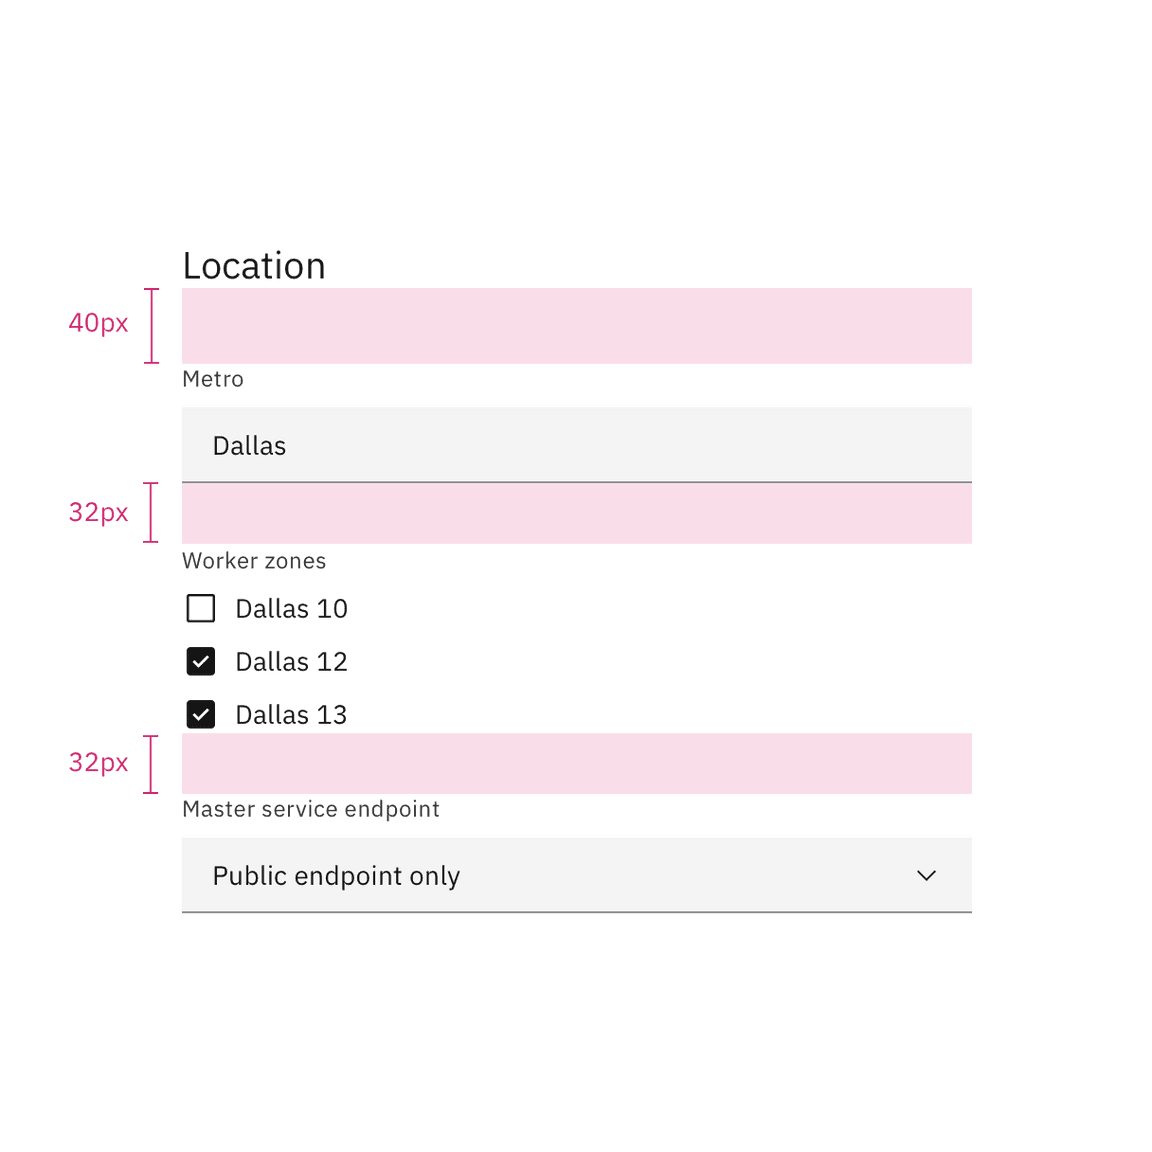 Location
40px
Metro
Dallas
32px
Worker zones
Dallas 10
Dallas 12
Dallas 13
32px
Master service endpoint
Public endpoint only